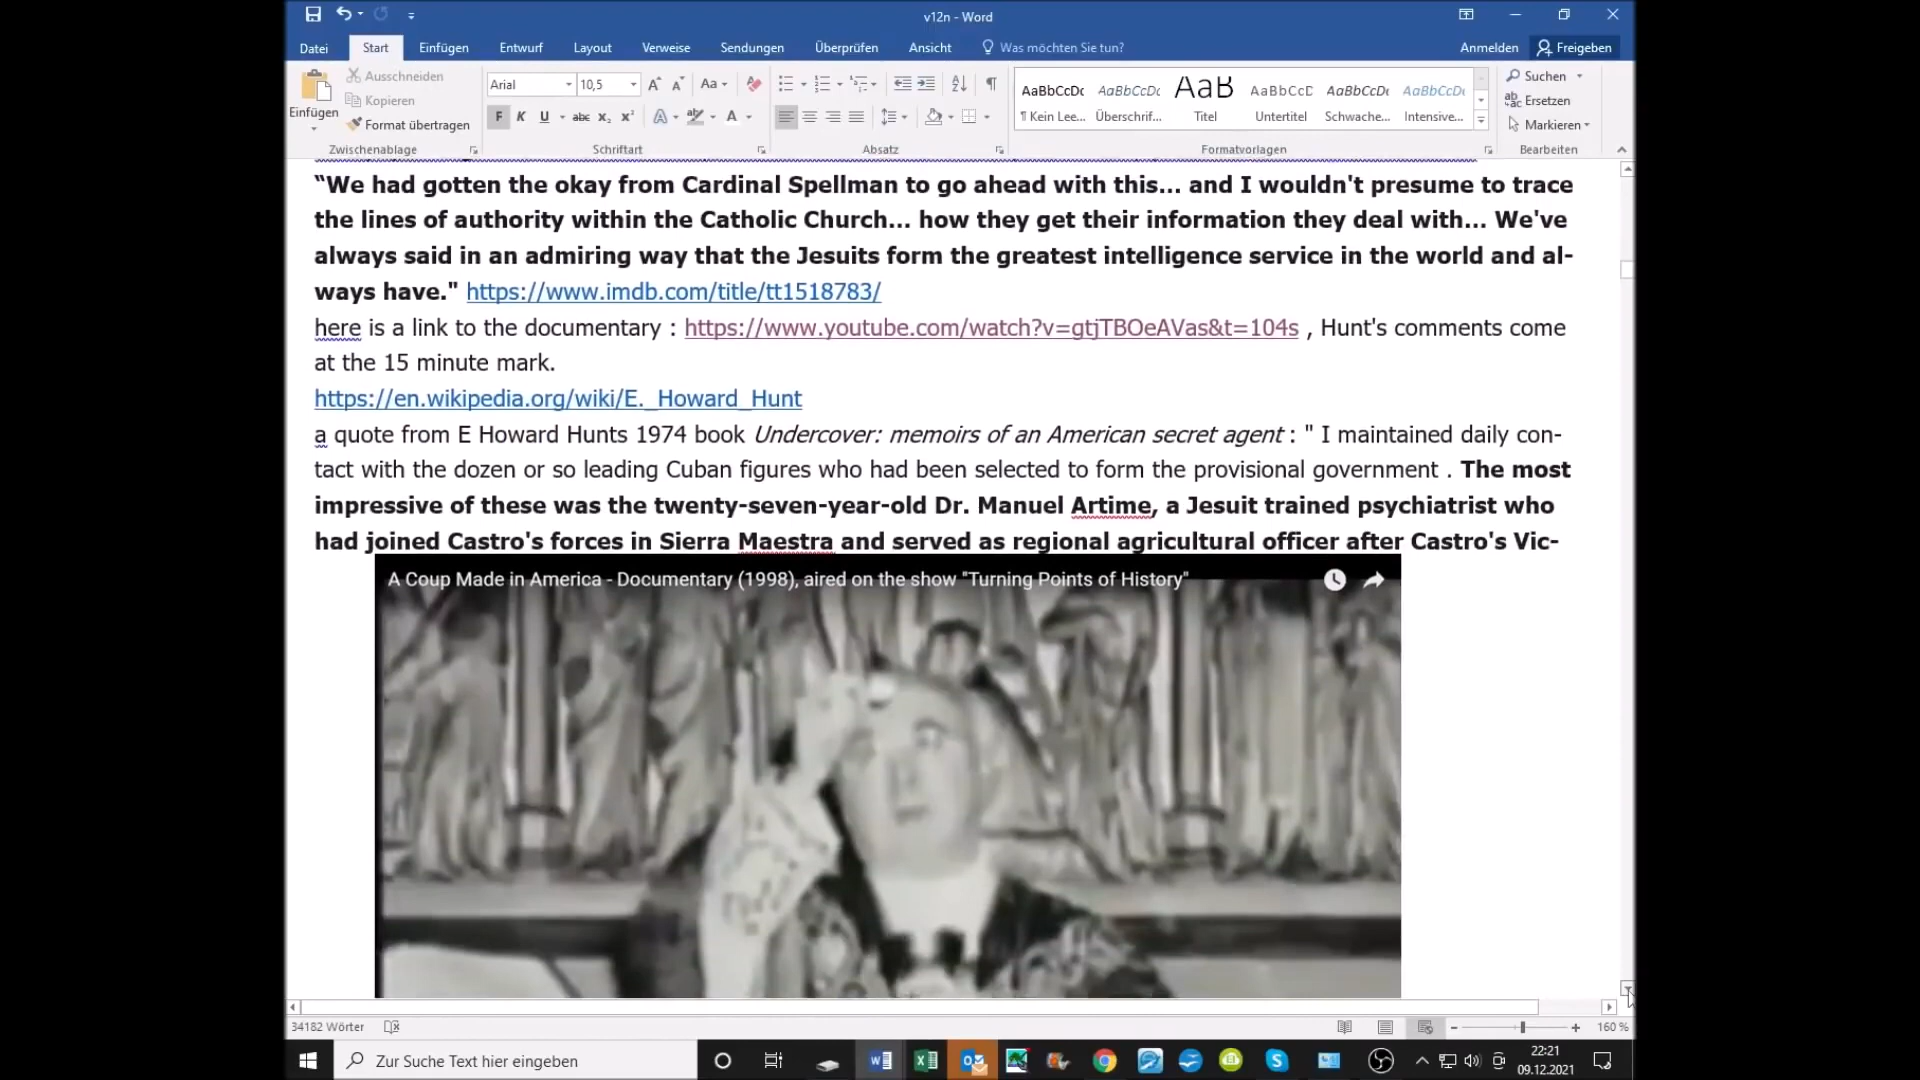 v12n - Word
Datei Start Einfügen Entwurf Layout Verweise Sendungen Überprüfen Ansicht Was möchten Sie tun? Anmelden Freigeben
Einfügen
Ausschneiden
Kopieren
Format übertragen
Zwischenablage
Arial 10,5
Schriftart
Absatz
AaBbCcDc AaBbCcDc AaB AaBbCcD AaBbCcDc AaBbCcDc
¶ Kein Lee... Überschrif... Titel Untertitel Schwache... Intensive...
Formatvorlagen
Suchen
Ersetzen
Markieren
Bearbeiten
“We had gotten the okay from Cardinal Spellman to go ahead with this... and I wouldn't presume to trace
the lines of authority within the Catholic Church... how they get their information they deal with... We've
always said in an admiring way that the Jesuits form the greatest intelligence service in the world and al-
ways have." https://www.imdb.com/title/tt1518783/
here is a link to the documentary : https://www.youtube.com/watch?v=gtjTBOeAVas&t=104s , Hunt's comments come
at the 15 minute mark.
https://en.wikipedia.org/wiki/E._Howard_Hunt
a quote from E Howard Hunts 1974 book Undercover: memoirs of an American secret agent : " I maintained daily con-
tact with the dozen or so leading Cuban figures who had been selected to form the provisional government . The most
impressive of these was the twenty-seven-year-old Dr. Manuel Artime, a Jesuit trained psychiatrist who
had joined Castro's forces in Sierra Maestra and served as regional agricultural officer after Castro's Vic-
A Coup Made in America - Documentary (1998), aired on the show "Turning Points of History"
34182 Wörter
160 %
Zur Suche Text hier eingeben
22:21
09.12.2021